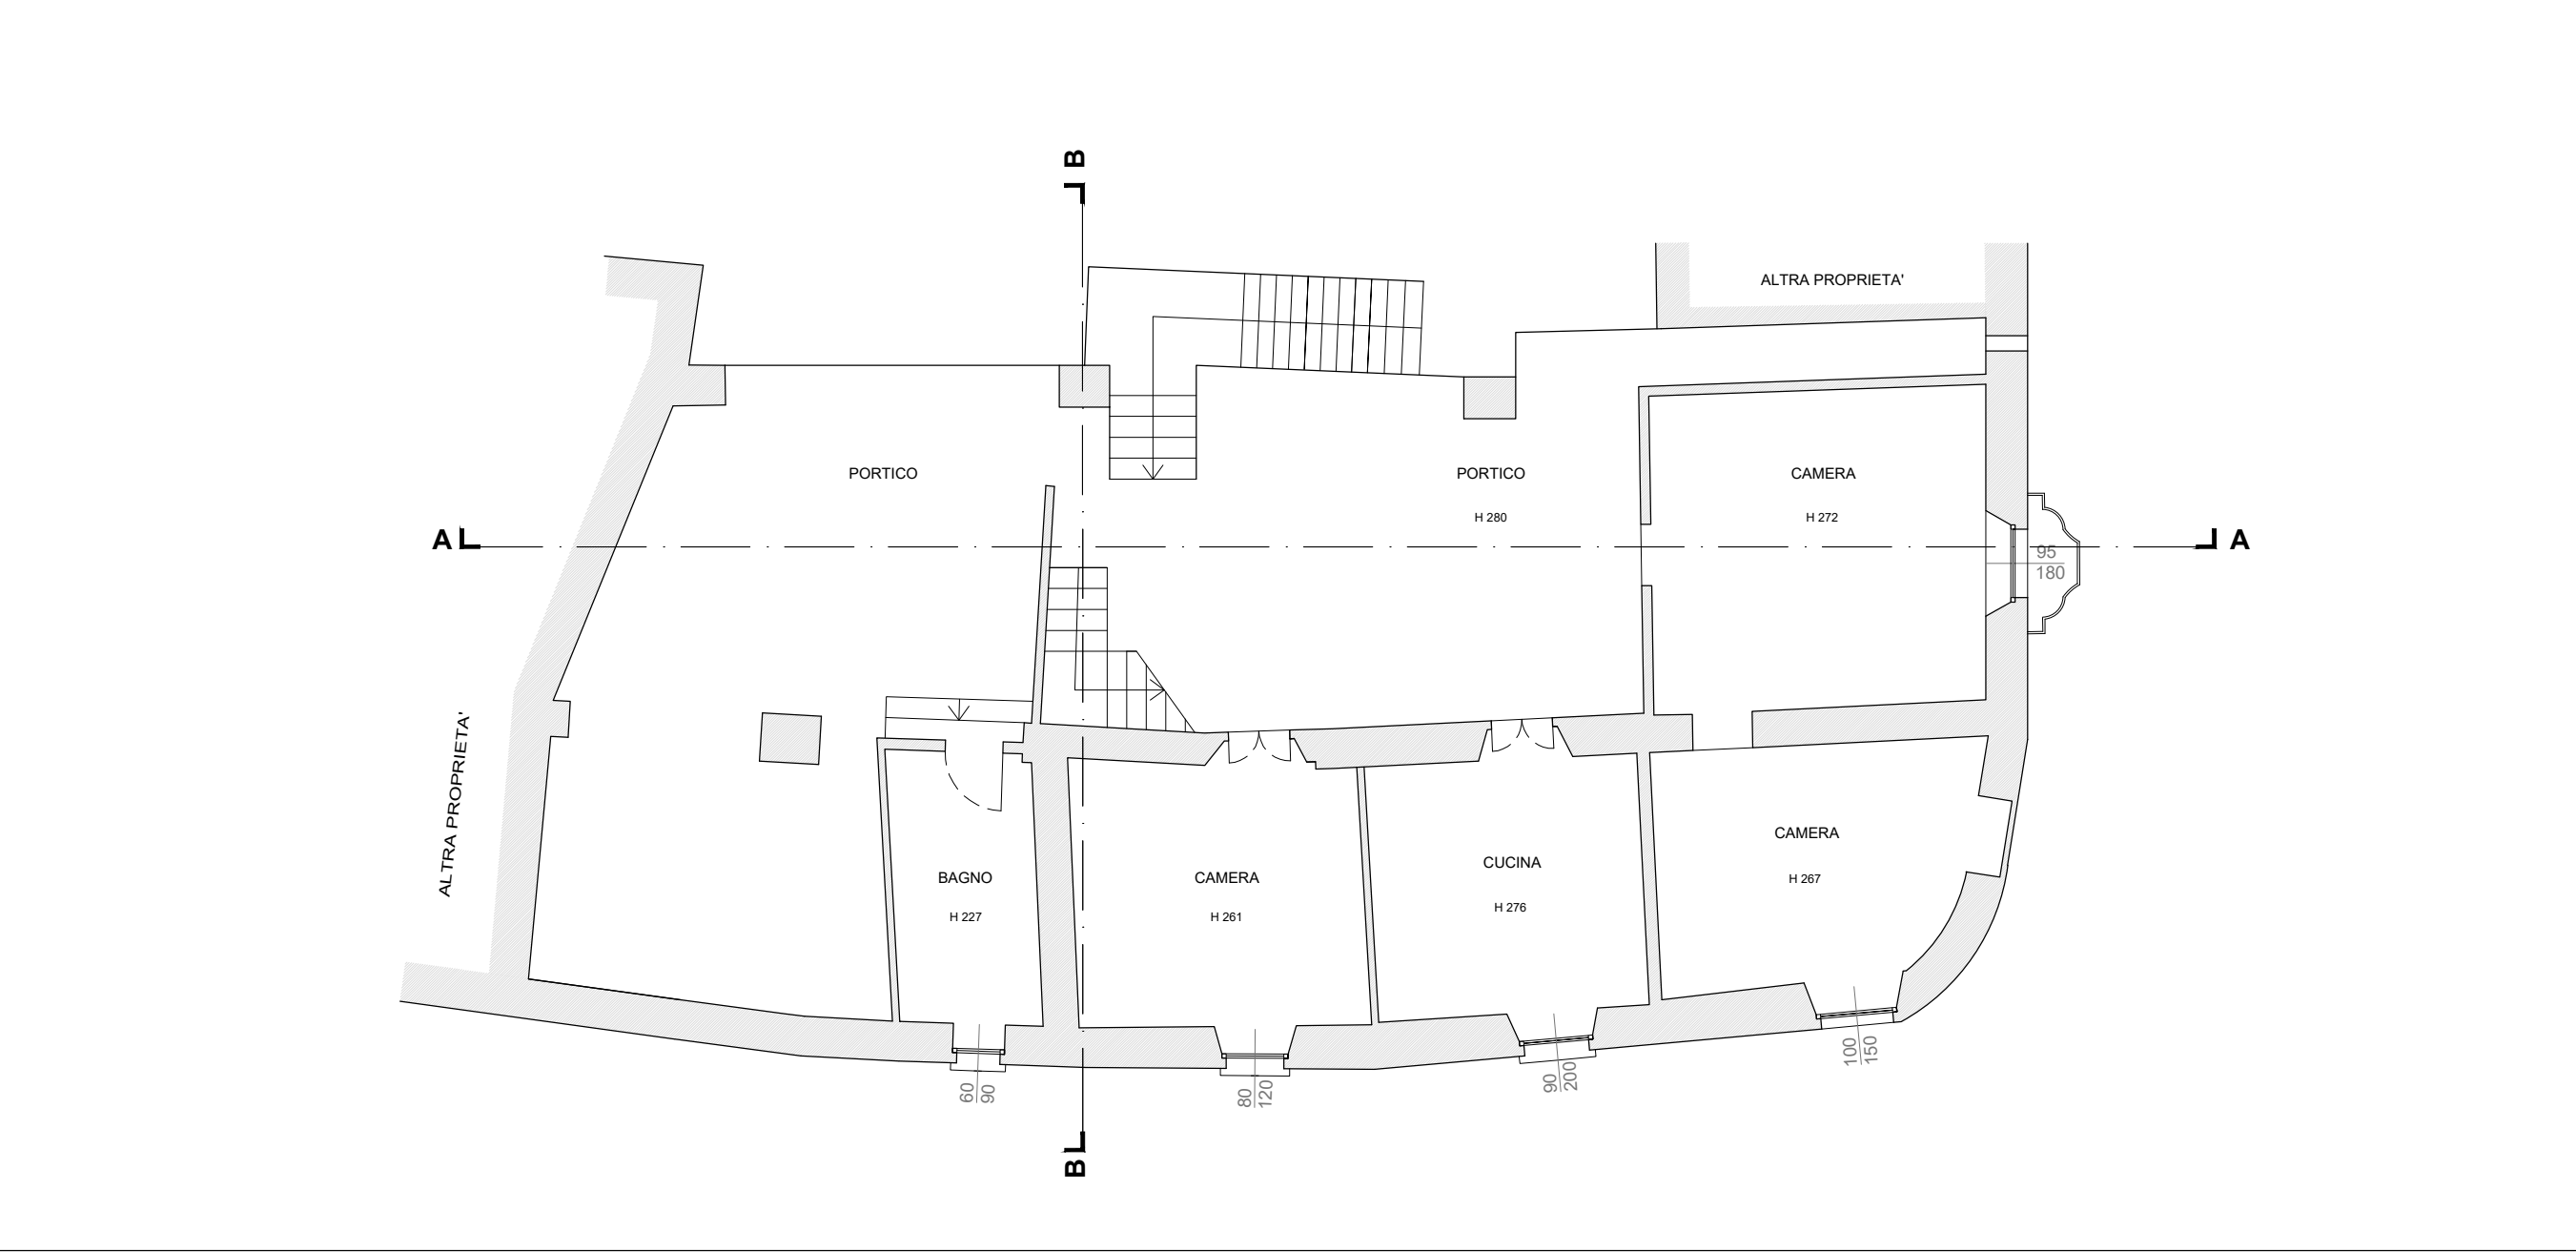 B
ALTRA PROPRIETA'
PORTICO
PORTICO
H 280
CAMERA
H 272
A
A
95
180
ALTRA PROPRIETA'
BAGNO
H 227
CAMERA
H 261
CUCINA
H 276
CAMERA
H 267
60
90
80
120
90
200
100
150
B